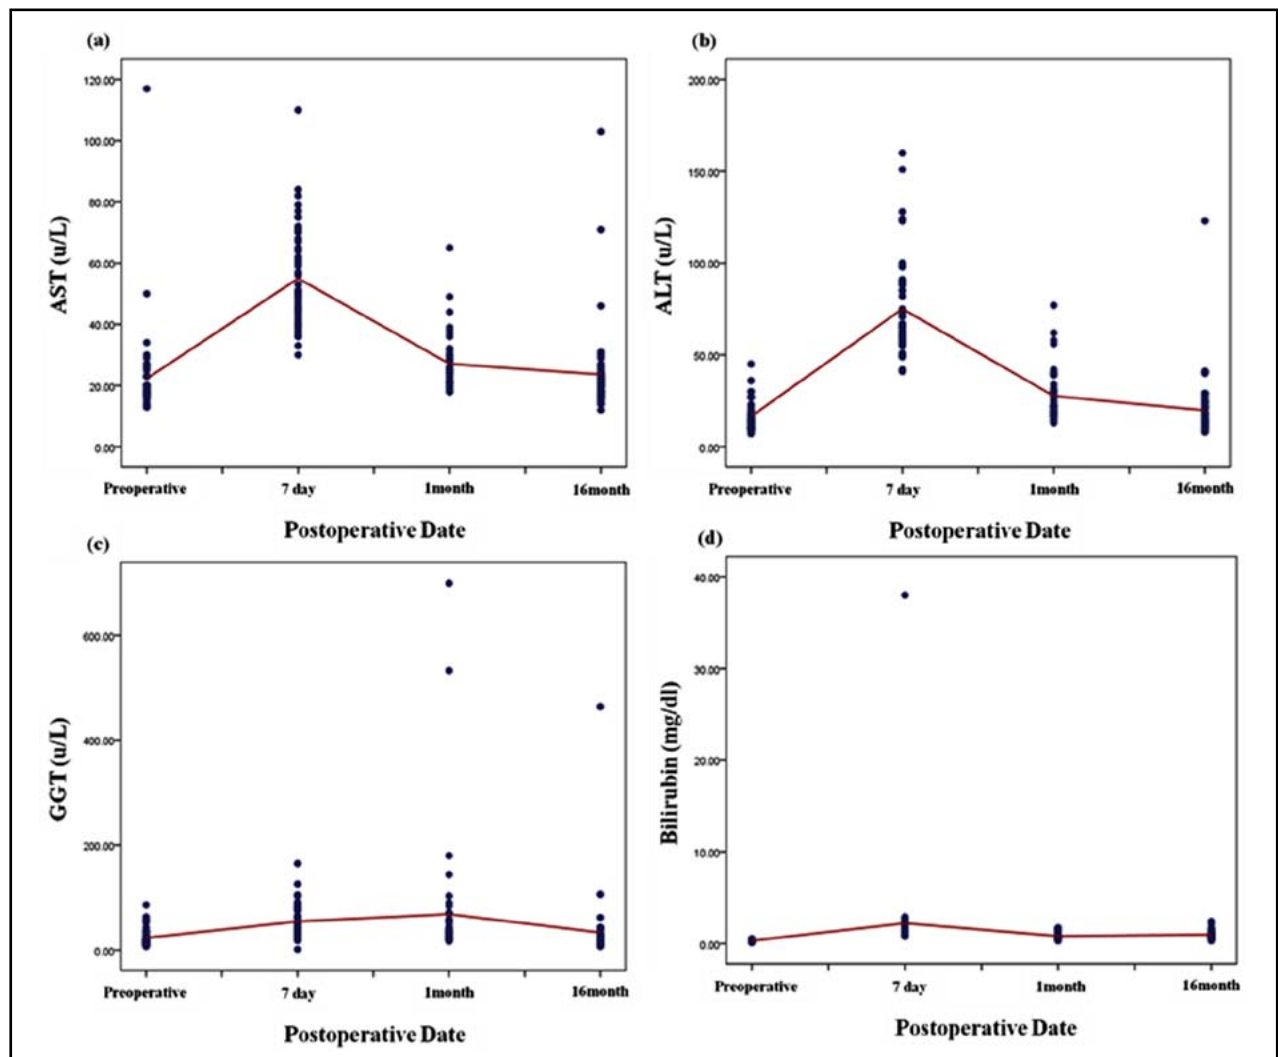 (a)
120.00
100.00
80.00
60.00
40.00
20.00
0.00
AST (u/L)
Preoperative 7 day 1month 16month
Postoperative Date
(b)
200.00
150.00
100.00
50.00
0.00
ALT (u/L)
Preoperative 7 day 1month 16month
Postoperative Date
(c)
600.00
400.00
200.00
0.00
GGT (u/L)
Preoperative 7 day 1month 16month
Postoperative Date
(d)
40.00
30.00
20.00
10.00
0.00
Bilirubin (mg/dl)
Preoperative 7 day 1month 16month
Postoperative Date